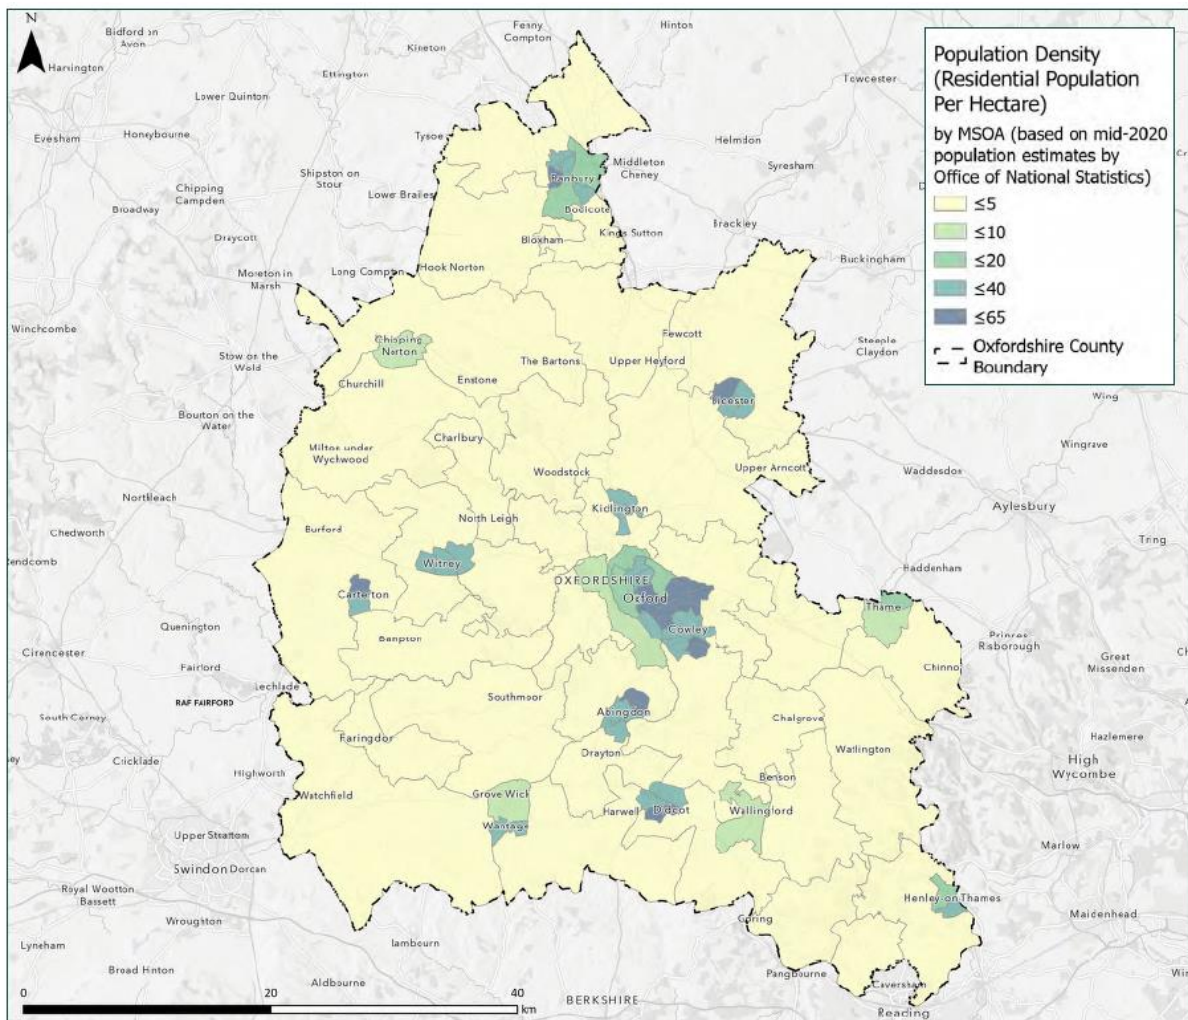 N
Bidford on
Avon
Fenny
Compton
Hinton
Kineton
Harvington
Ettington
Towcester
Lower Quinton
Evesham
Honeybourne
Tysoe
Helmdon
Middleton
Cheney
Syresham
Shipston on
Stour
Banbury
Chipping
Campden
Lower Brailes
Broadway
Bodicote
Brackley
Kings Sutton
Draycott
Bloxham
Buckingham
Moreton in
Marsh
Long Compton
Hook Norton
Winchcombe
Fewcott
Steeple
Claydon
Chipping
Norton
Stow on the
Wold
The Bartons
Upper Heyford
Churchill
Enstone
Bicester
Wing
Bourton on the
Water
Charlbury
Milton under
Wychwood
Wingrave
Woodstock
Upper Arncott
Waddesdon
Northleach
Kidlington
Aylesbury
Burford
North Leigh
Chedworth
Tring
Rendcomb
Witney
Haddenham
OXFORDSHIRE
Carterton
Oxford
Thame
Quenington
Cowley
Princes
Risborough
Cirencester
Bampton
Great
Missenden
Fairford
Chinno
Lechlade
Southmoor
RAF FAIRFORD
Abingdon
South Cerney
Chalgrove
Faringdon
Hazlemere
Drayton
Watlington
Cricklade
High
Wycombe
Highworth
Benson
Watchfield
Grove Wick
Harwell
Didcot
Wallingford
Wantage
Upper Stratton
Marlow
Swindon
Dorcan
Royal Wootton
Bassett
Henley-on-Thames
Wroughton
Goring
Maidenhead
Lyneham
Lambourn
Broad Hinton
Aldbourne
Pangbourne
Caversham
BERKSHIRE
Reading
0
20
40
km
Population Density
(Residential Population
Per Hectare)
by MSOA (based on mid-2020
population estimates by
Office of National Statistics)
≤5
≤10
≤20
≤40
≤65
Oxfordshire County
Boundary